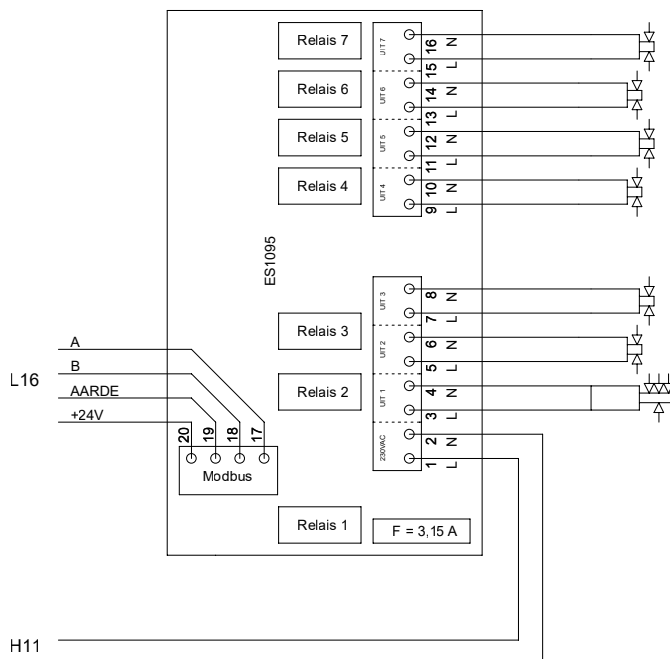 Relais 7
UIT 7
16 N
15 L
Relais 6
UIT 6
14 N
13 L
Relais 5
UIT 5
12 N
11 L
Relais 4
UIT 4
10 N
9 L
ES1095
UIT 3
8 N
7 L
Relais 3
UIT 2
6 N
5 L
Relais 2
UIT 1
4 N
3 L
230VAC
2 N
1 L
L16
A
B
AARDE
+24V
20 19 18 17
Modbus
Relais 1
F = 3,15 A
H11